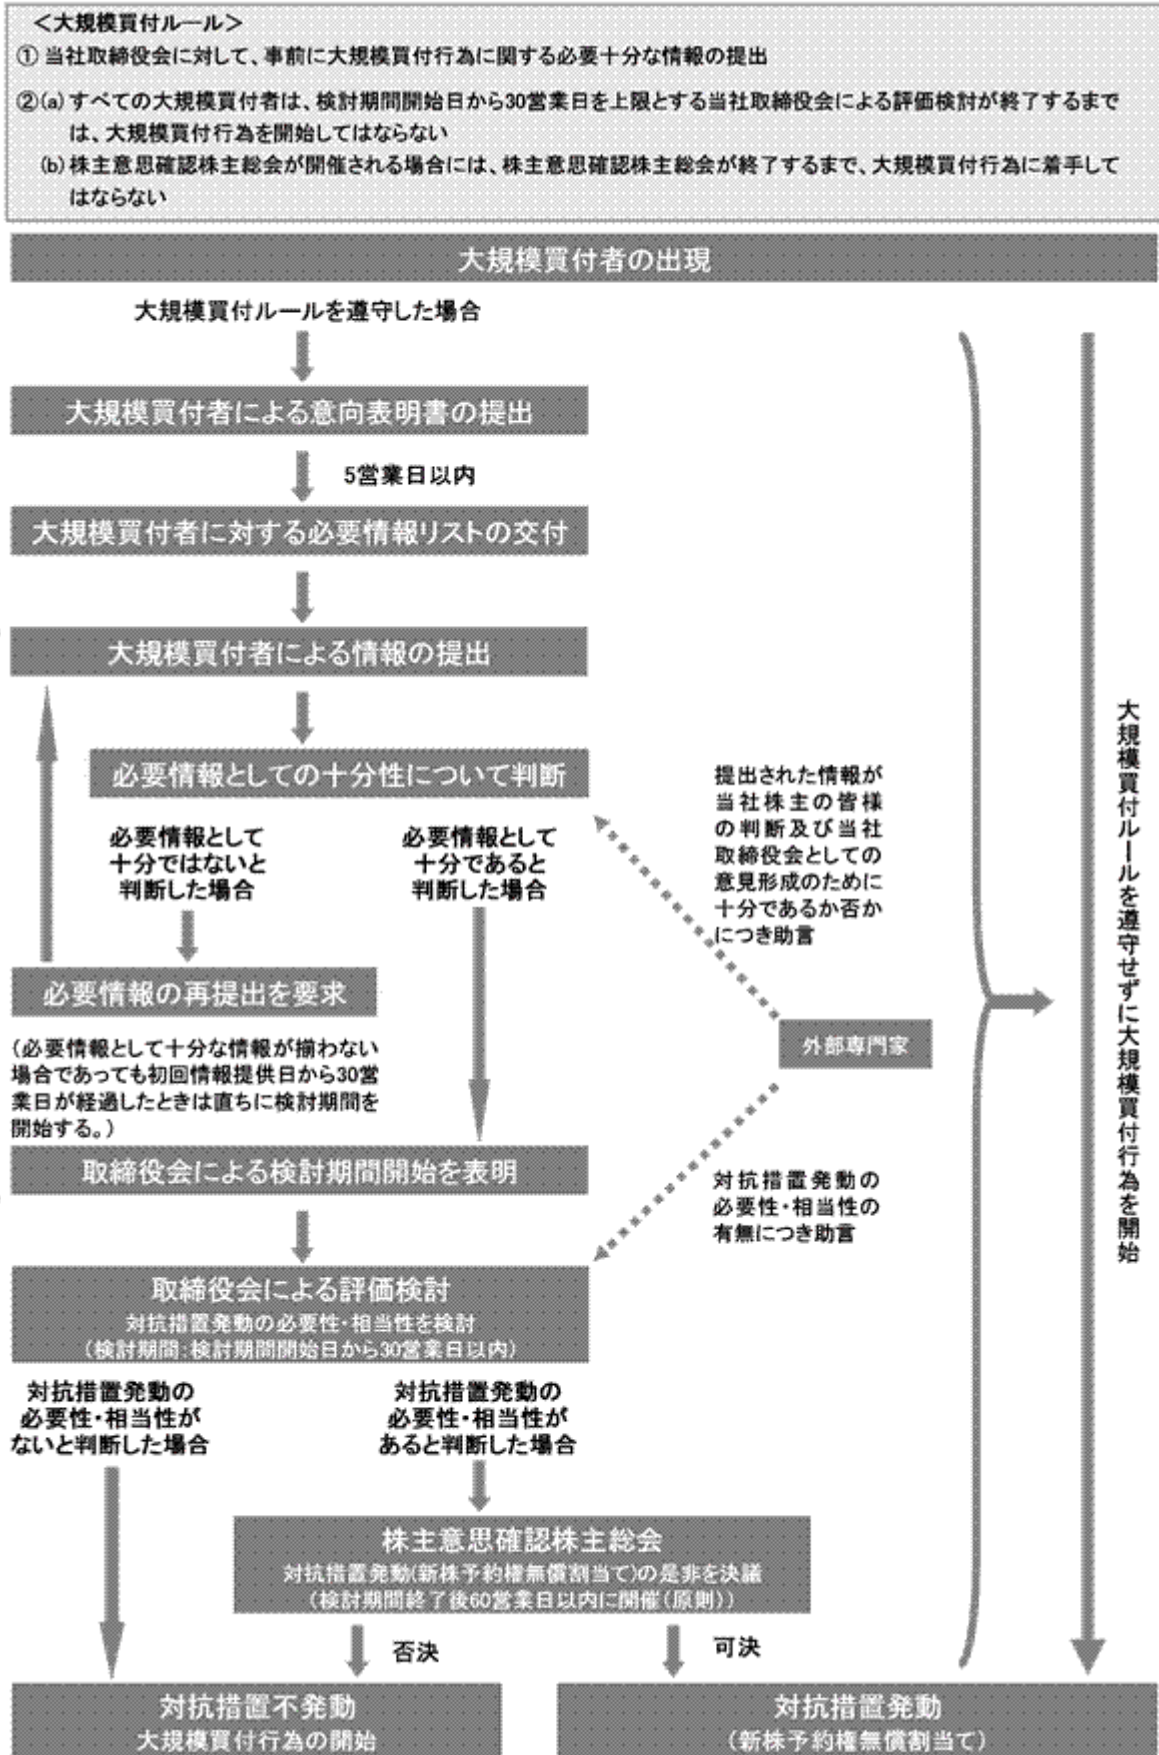 ＜大規模買付ルール＞
① 当社取締役会に対して、事前に大規模買付行為に関する必要十分な情報の提出
②(a) すべての大規模買付者は、検討期間開始日から30営業日を上限とする当社取締役会による評価検討が終了するまで
は、大規模買付行為を開始してはならない
(b) 株主意思確認株主総会が開催される場合には、株主意思確認株主総会が終了するまで、大規模買付行為に着手して
はならない
大規模買付者の出現
大規模買付ルールを遵守した場合
大規模買付者による意向表明書の提出
5営業日以内
大規模買付者に対する必要情報リストの交付
大規模買付者による情報の提出
必要情報としての十分性について判断
必要情報として
十分ではないと
判断した場合
必要情報として
十分であると
判断した場合
提出された情報が
当社株主の皆様
の判断及び当社
取締役会としての
意見形成のために
十分であるか否か
につき助言
大規模買付ルールを遵守せずに大規模買付行為を開始
必要情報の再提出を要求
（必要情報として十分な情報が揃わない
場合であっても初回情報提供日から30営
業日が経過したときは直ちに検討期間を
開始する。）
外部専門家
取締役会による検討期間開始を表明
対抗措置発動の
必要性・相当性の
有無につき助言
取締役会による評価検討
対抗措置発動の必要性・相当性を検討
（検討期間：検討期間開始日から30営業日以内）
対抗措置発動の
必要性・相当性が
ないと判断した場合
対抗措置発動の
必要性・相当性が
あると判断した場合
株主意思確認株主総会
対抗措置発動(新株予約権無償割当て)の是非を決議
（検討期間終了後60営業日以内に開催（原則））
否決
可決
対抗措置不発動
大規模買付行為の開始
対抗措置発動
（新株予約権無償割当て）